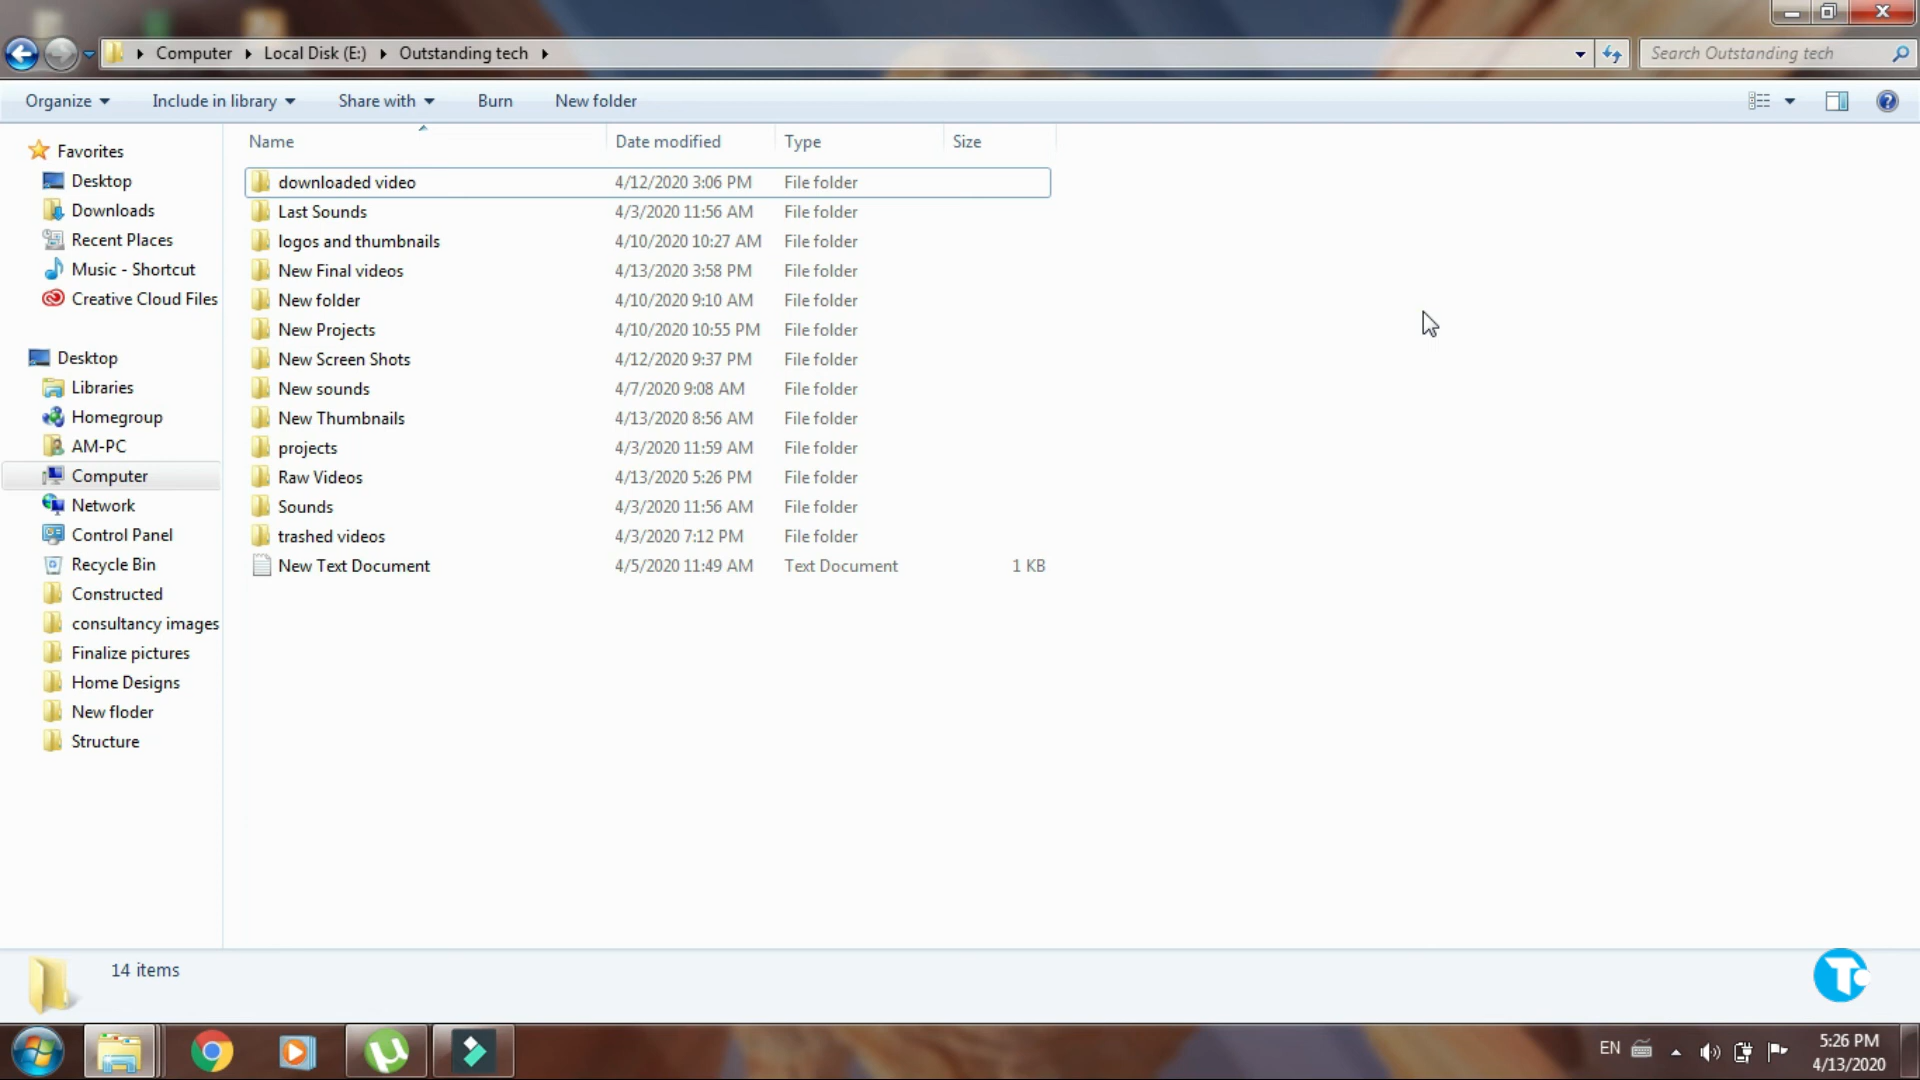 Computer Local Disk (E:) Outstanding tech
Search Outstanding tech
Organize Include in library Share with Burn New folder
Name Date modified Type Size
Favorites
Desktop
Downloads
Recent Places
Music - Shortcut
Creative Cloud Files
Desktop
Libraries
Homegroup
AM-PC
Computer
Network
Control Panel
Recycle Bin
Constructed
consultancy images
Finalize pictures
Home Designs
New floder
Structure
downloaded video 4/12/2020 3:06 PM File folder
Last Sounds 4/3/2020 11:56 AM File folder
logos and thumbnails 4/10/2020 10:27 AM File folder
New Final videos 4/13/2020 3:58 PM File folder
New folder 4/10/2020 9:10 AM File folder
New Projects 4/10/2020 10:55 PM File folder
New Screen Shots 4/12/2020 9:37 PM File folder
New sounds 4/7/2020 9:08 AM File folder
New Thumbnails 4/13/2020 8:56 AM File folder
projects 4/3/2020 11:59 AM File folder
Raw Videos 4/13/2020 5:26 PM File folder
Sounds 4/3/2020 11:56 AM File folder
trashed videos 4/3/2020 7:12 PM File folder
New Text Document 4/5/2020 11:49 AM Text Document 1 KB
14 items
EN
5:26 PM
4/13/2020